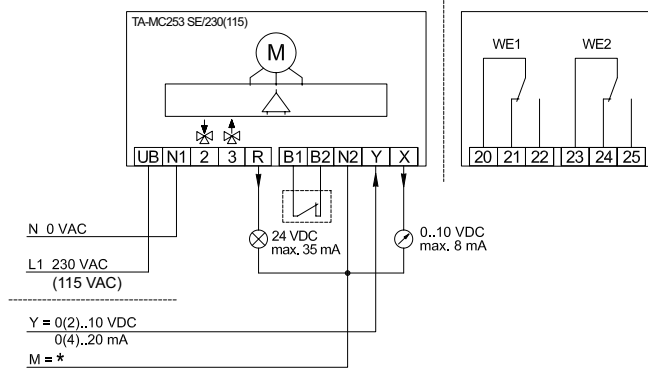 TA-MC253 SE/230(115)
M
UB N1 2 3 R B1 B2 N2 Y X
WE1 WE2
20 21 22 23 24 25
N 0 VAC
L1 230 VAC
(115 VAC)
24 VDC
max. 35 mA
0..10 VDC
max. 8 mA
Y = 0(2)..10 VDC
0(4)..20 mA
M = *